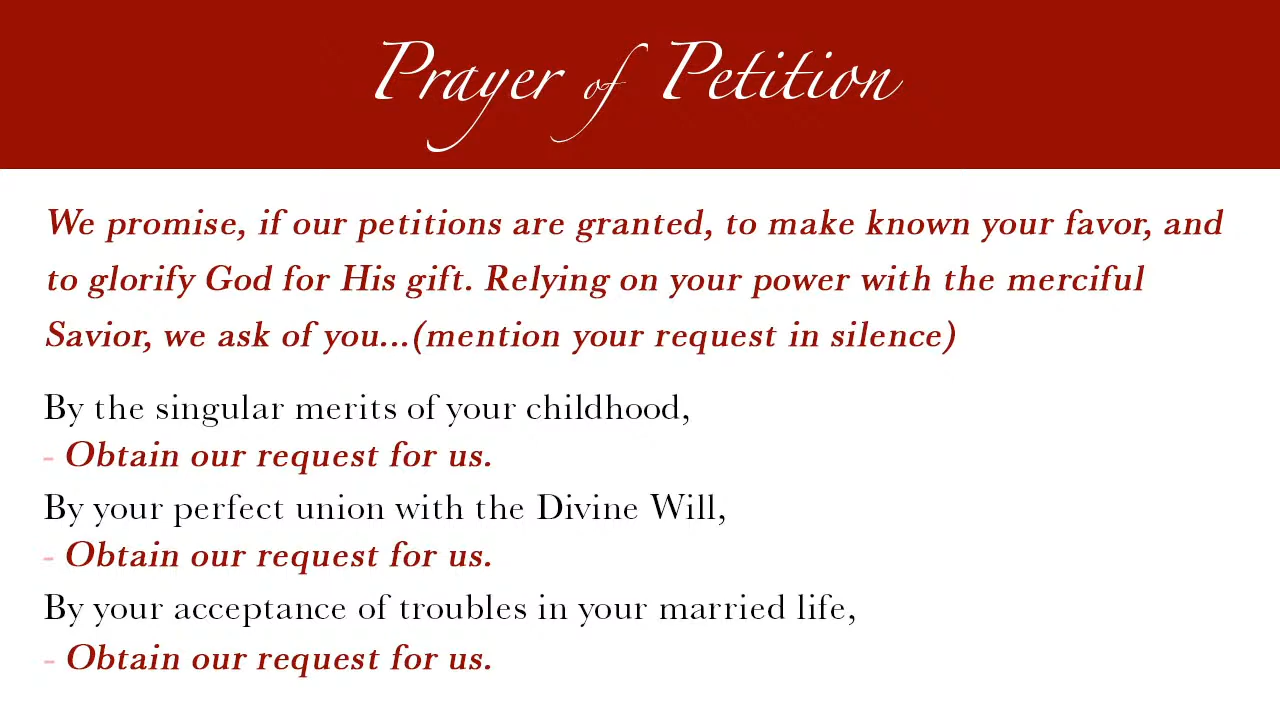 Prayer of Petition
We promise, if our petitions are granted, to make known your favor, and
to glorify God for His gift. Relying on your power with the merciful
Savior, we ask of you...(mention your request in silence)
By the singular merits of your childhood,
- Obtain our request for us.
By your perfect union with the Divine Will,
- Obtain our request for us.
By your acceptance of troubles in your married life,
- Obtain our request for us.